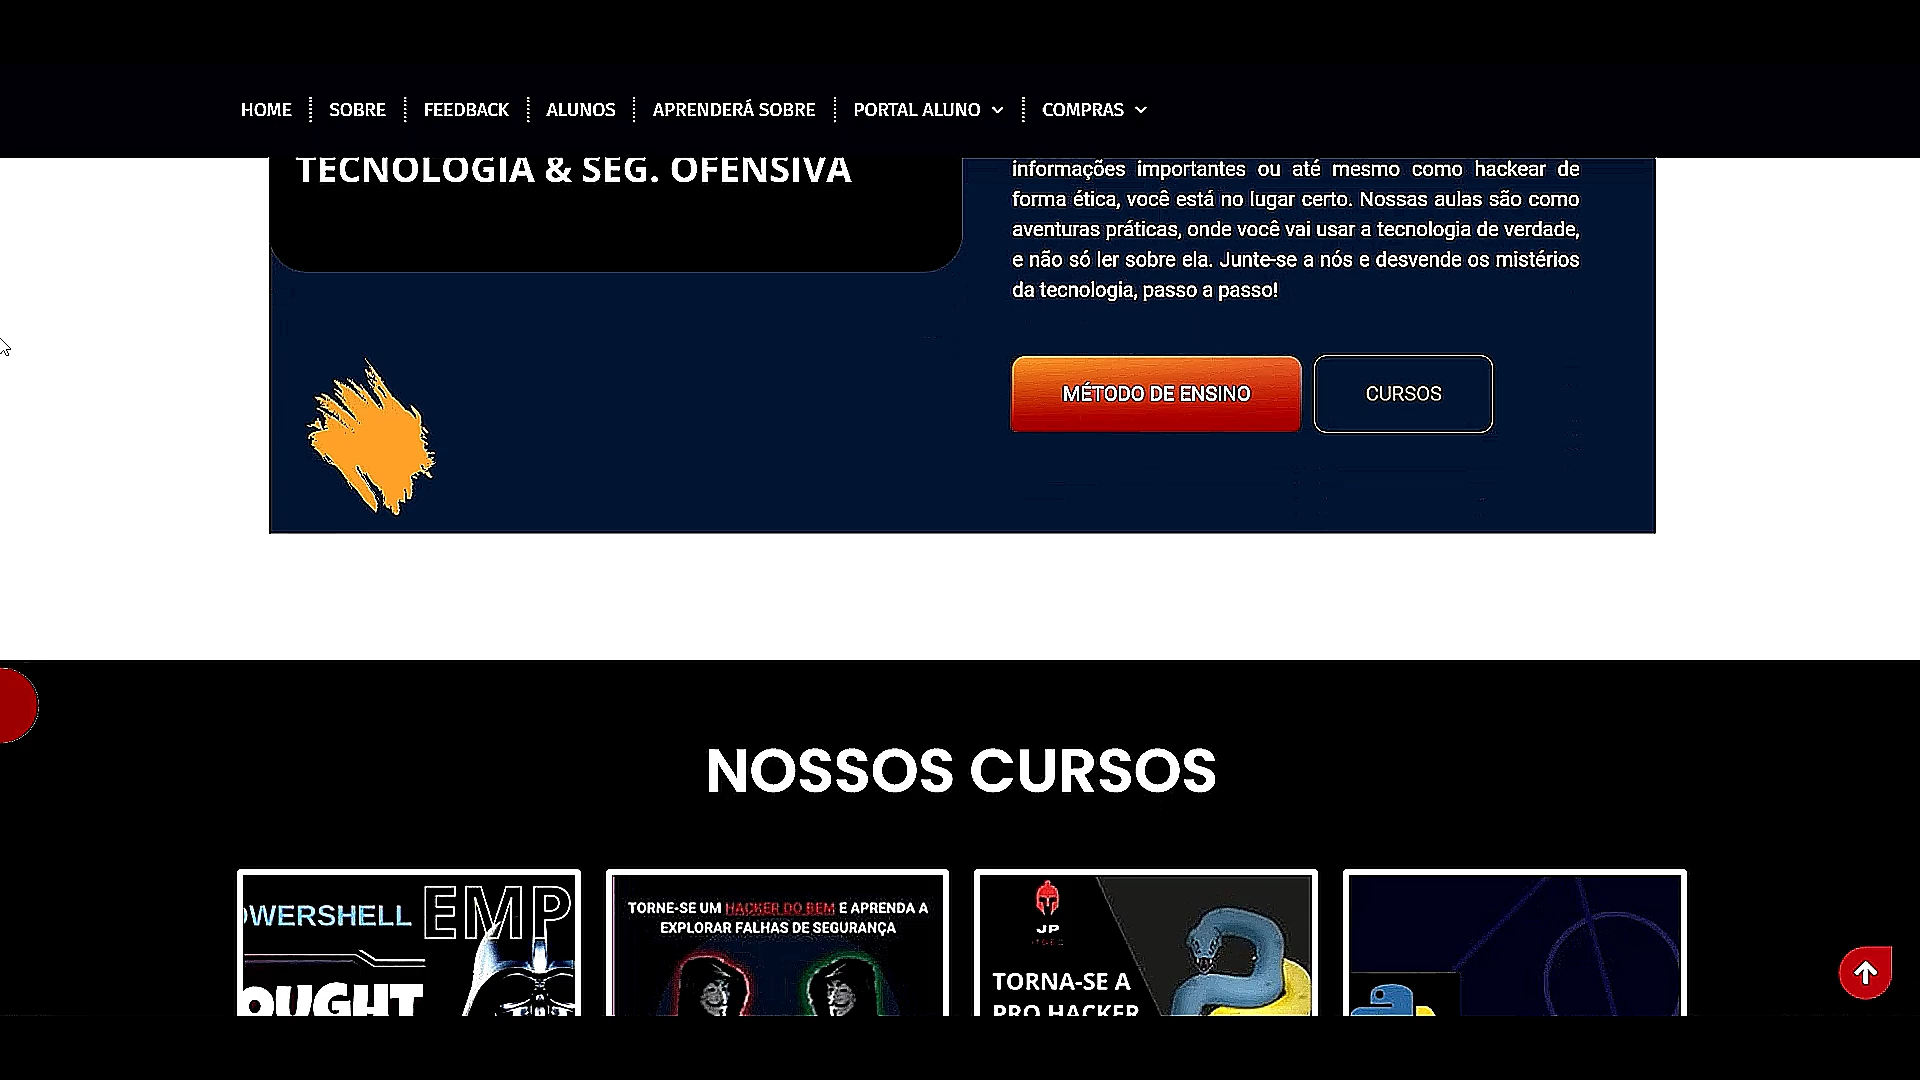 HOME
SOBRE
FEEDBACK
ALUNOS
APRENDERÁ SOBRE
PORTAL ALUNO
COMPRAS
TECNOLOGIA & SEG. OFENSIVA
informações importantes ou até mesmo como hackear de
forma ética, você está no lugar certo. Nossas aulas são como
aventuras práticas, onde você vai usar a tecnologia de verdade,
e não só ler sobre ela. Junte-se a nós e desvende os mistérios
da tecnologia, passo a passo!
MÉTODO DE ENSINO
CURSOS
NOSSOS CURSOS
OWERSHELL EMP
OUGHT
TORNE-SE UM HACKER DO BEM E APRENDA A
EXPLORAR FALHAS DE SEGURANÇA
JP
TORNA-SE A
PRO HACKER